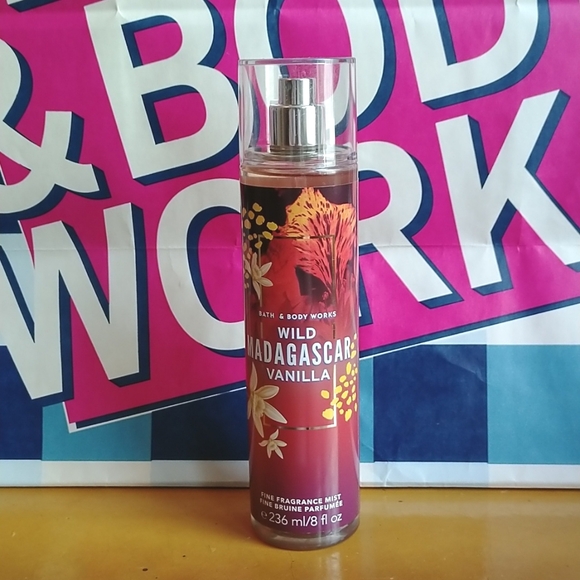 & BOD
WORK
BATH & BODY WORKS
WILD
MADAGASCAR
VANILLA
FINE FRAGRANCE MIST
FINE BRUINE PARFUMÉE
℮ 236 ml/8 fl oz